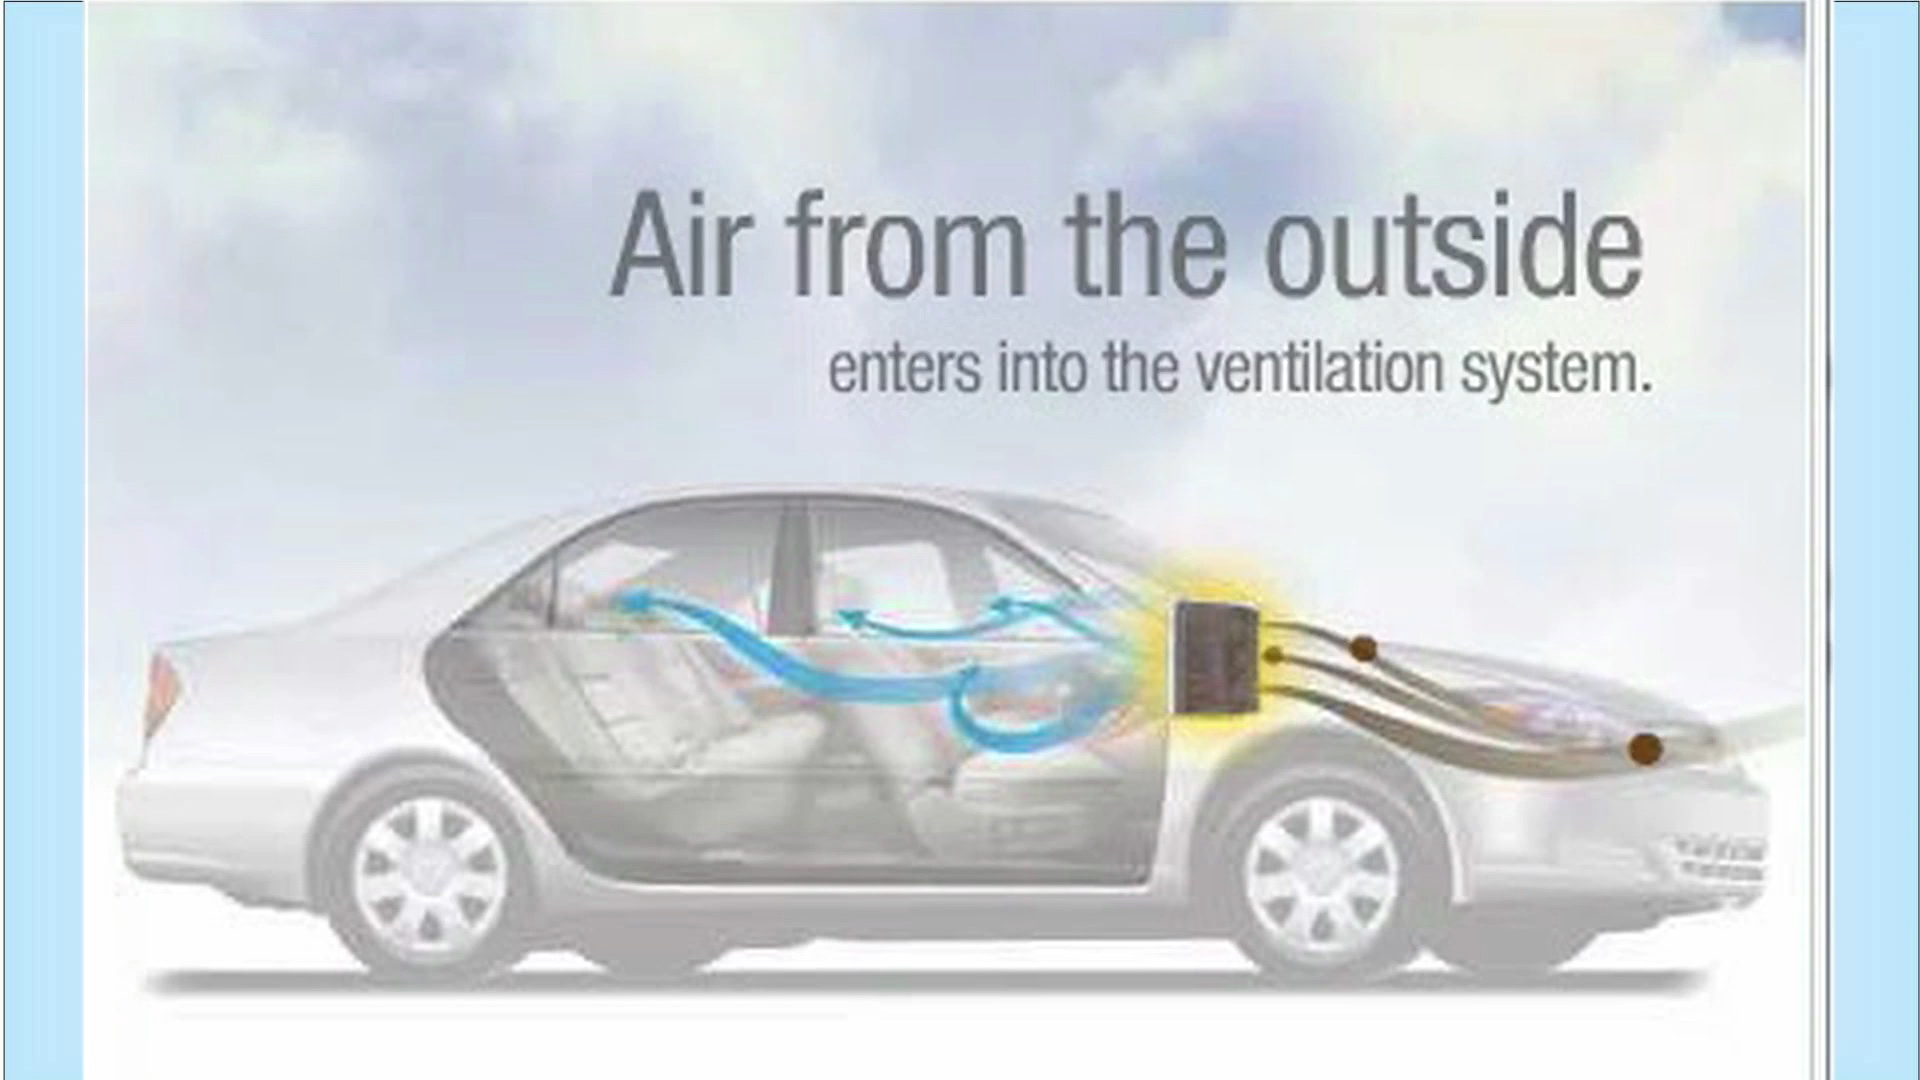 Air from the outside
enters into the ventilation system.